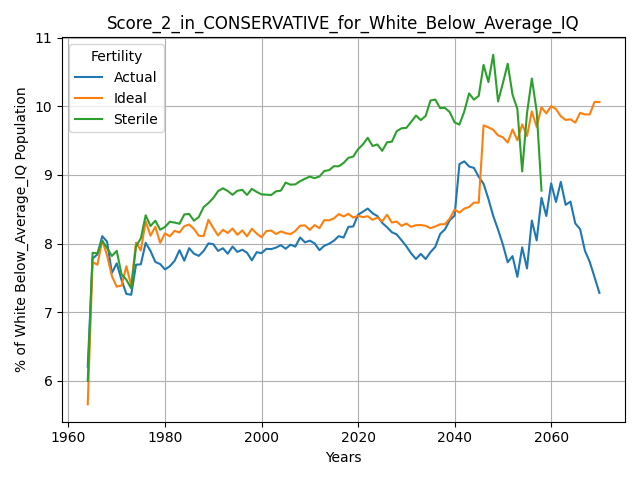 Score_2_in_CONSERVATIVE_for_White_Below_Average_IQ
% of White Below_Average_IQ Population
11
10
9
8
7
6
Fertility
Actual
Ideal
Sterile
1960
1980
2000
2020
2040
2060
Years